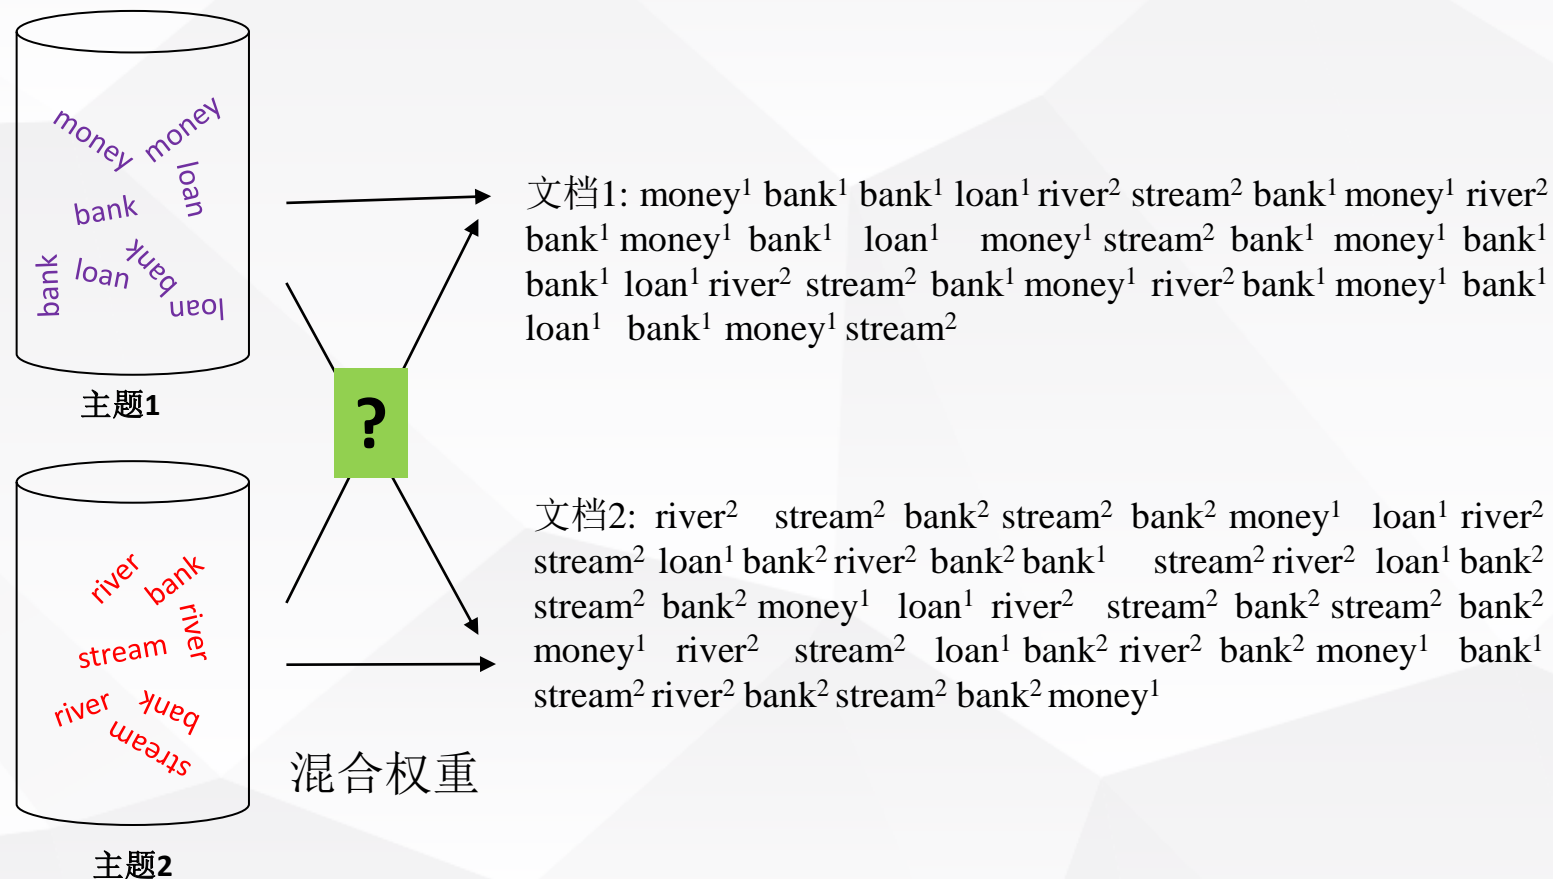 money
money
loan
bank
bank
bank
loan
loan
主题1
文档1: money¹ bank¹ bank¹ loan¹ river² stream² bank¹ money¹ river²
bank¹ money¹ bank¹ loan¹ money¹ stream² bank¹ money¹ bank¹
bank¹ loan¹ river² stream² bank¹ money¹ river² bank¹ money¹ bank¹
loan¹ bank¹ money¹ stream²
?
river
bank
river
stream
river
bank
stream
主题2
混合权重
文档2: river² stream² bank² stream² bank² money¹ loan¹ river²
stream² loan¹ bank² river² bank² bank¹ stream² river² loan¹ bank²
stream² bank² money¹ loan¹ river² stream² bank² stream² bank²
money¹ river² stream² loan¹ bank² river² bank² money¹ bank¹
stream² river² bank² stream² bank² money¹